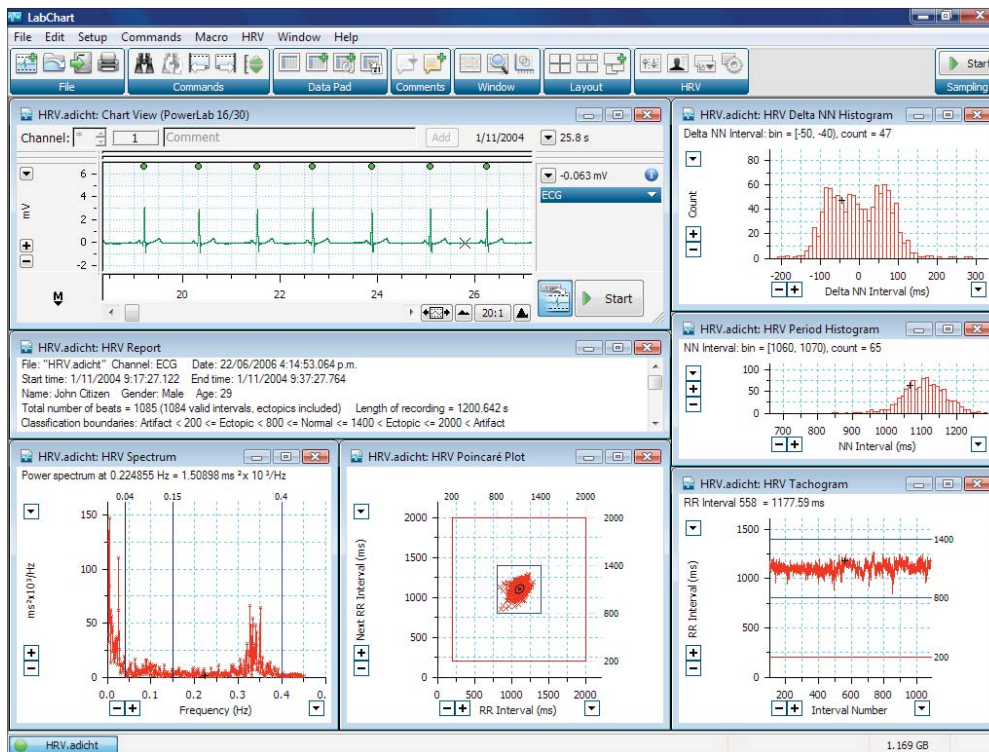 LabChart
File Edit Setup Commands Macro HRV Window Help
File Commands Data Pad Comments Window Layout HRV Sampling
Start
HRV.adicht: Chart View (PowerLab 16/30)
Channel: * 1 Comment Add 1/11/2004 25.8 s
-0.063 mV
ECG
mV
6
4
2
0
-2
20 22 24 26
M
20:1
Start
HRV.adicht: HRV Report
File: "HRV.adicht" Channel: ECG Date: 22/06/2006 4:14:53.064 p.m.
Start time: 1/11/2004 9:17:27.122 End time: 1/11/2004 9:37:27.764
Name: John Citizen Gender: Male Age: 29
Total number of beats = 1085 (1084 valid intervals, ectopics included) Length of recording = 1200.642 s
Classification boundaries: Artifact < 200 <= Ectopic < 800 <= Normal <= 1400 < Ectopic <= 2000 < Artifact
HRV.adicht: HRV Spectrum
Power spectrum at 0.224855 Hz = 1.50898 ms ²x 10 ³/Hz
0.04 0.15 0.4
ms²x10³/Hz
150
100
50
0
0.0 0.1 0.2 0.3 0.4 0.
Frequency (Hz)
HRV.adicht: HRV Poincaré Plot
200 800 1400 2000
Next RR Interval (ms)
2000
1500
1000
500
0
2000
1400
800
200
0 500 1000 1500 2000
RR Interval (ms)
HRV.adicht: HRV Delta NN Histogram
Delta NN Interval: bin = [-50, -40), count = 47
Count
80
60
40
20
0
-200 -100 0 100 200 300
Delta NN Interval (ms)
HRV.adicht: HRV Period Histogram
NN Interval: bin = [1060, 1070), count = 65
100
50
0
700 800 900 1000 1100 1200
NN Interval (ms)
HRV.adicht: HRV Tachogram
RR Interval 558 = 1177.59 ms
RR Interval (ms)
1500
1000
500
0
1400
800
200
200 400 600 800 1000
Interval Number
HRV.adicht
1.169 GB